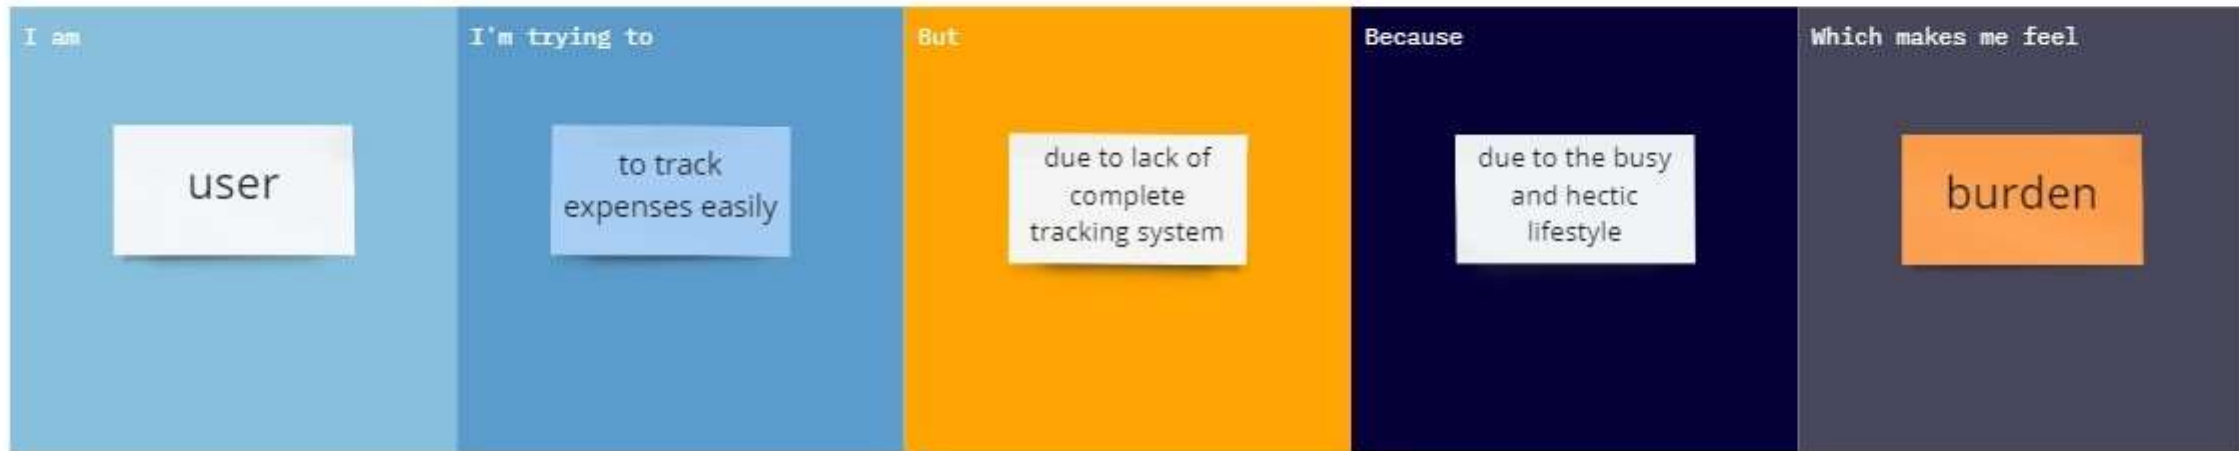 I am
user
I'm trying to
to track
expenses easily
But
due to lack of
complete
tracking system
Because
due to the busy
and hectic
lifestyle
Which makes me feel
burden